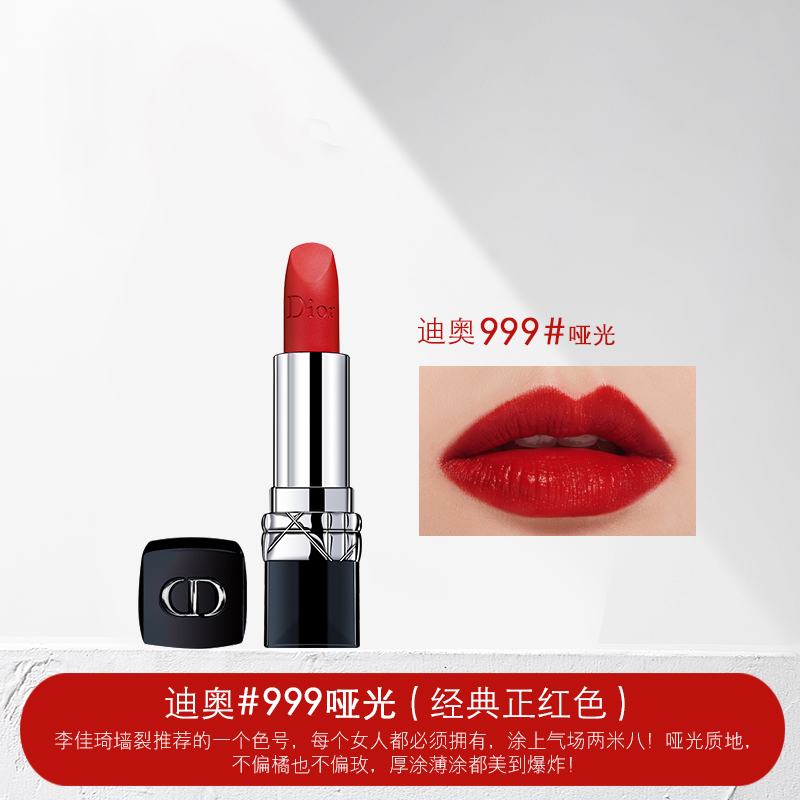 Dior
迪奥999#哑光
CD
迪奥#999哑光(经典正红色)
李佳琦墙裂推荐的一个色号，每个女人都必须拥有，涂上气场两米八！哑光质地，
不偏橘也不偏玫，厚涂薄涂都美到爆炸！